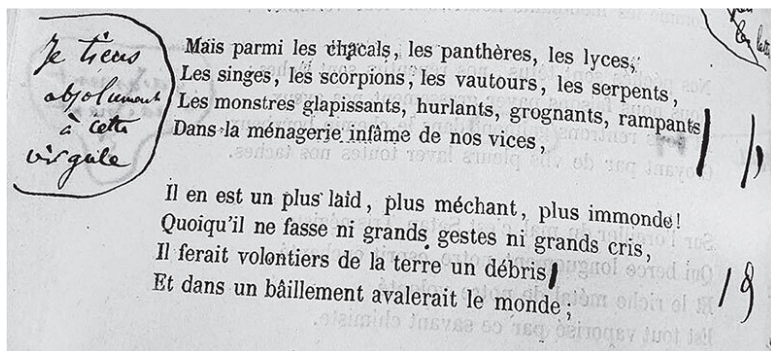 Je tiens
absolument
à cette
virgule
Mais parmi les chacals, les panthères, les lyces,
Les singes, les scorpions, les vautours, les serpents,
Les monstres glapissants, hurlants, grognants, rampants
Dans la ménagerie infâme de nos vices,
Il en est un plus laid, plus méchant, plus immonde!
Quoiqu'il ne fasse ni grands gestes ni grands cris,
Il ferait volontiers de la terre un débris
Et dans un bâillement avalerait le monde;